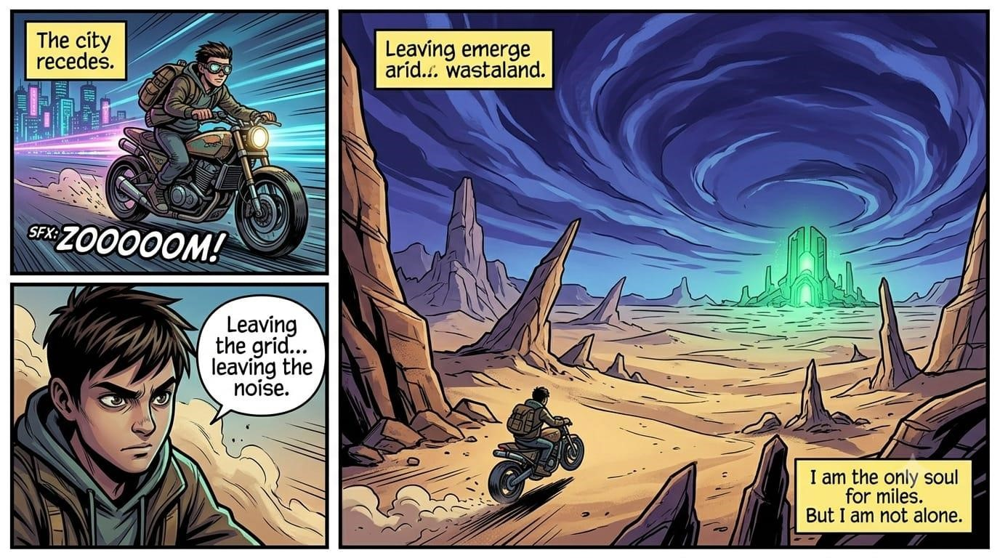 The city
recedes.
SFX: ZOOOOOM!
Leaving
the grid...
leaving the
noise.
Leaving emerge
arid... wastaland.
I am the only soul
for miles.
But I am not alone.